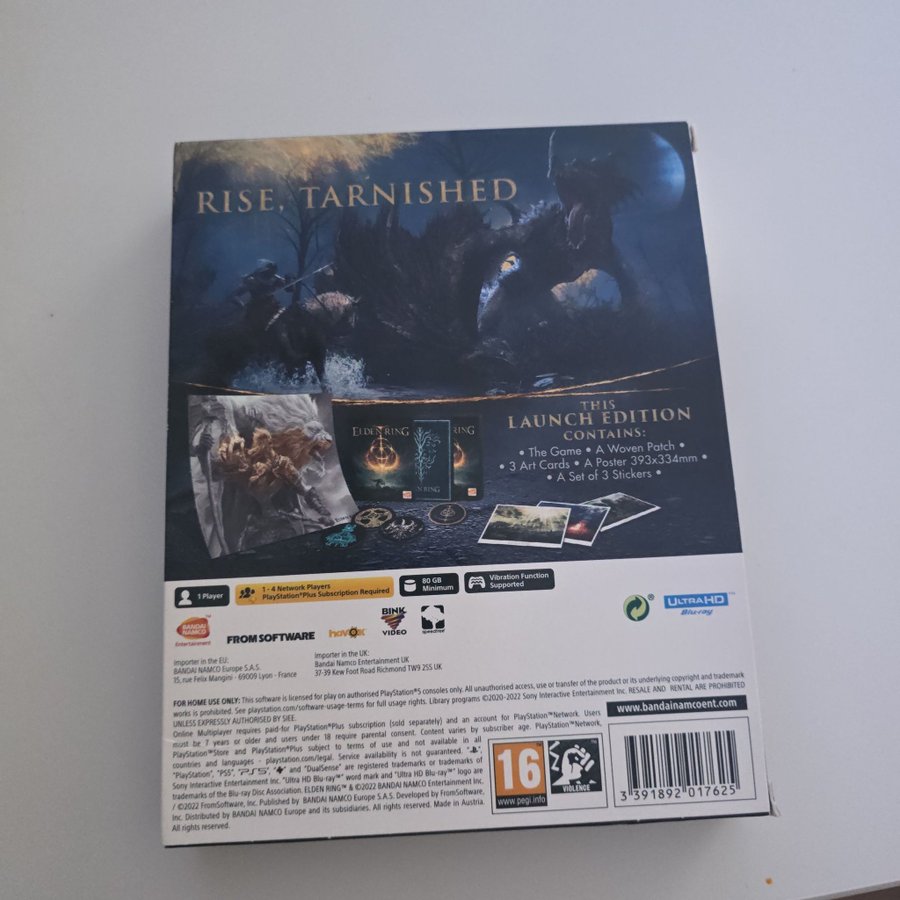 RISE, TARNISHED
THIS
LAUNCH EDITION
CONTAINS:
• The Game • A Woven Patch •
• 3 Art Cards • A Poster 393x334mm •
• A Set of 3 Stickers •
ELDEN RING
RING
N RING
1 Player
1 - 4 Network Players
PlayStation®Plus Subscription Required
80 GB
Minimum
Vibration Function
Supported
BANDAI
NAMCO
Entertainment
FROMSOFTWARE
havok
BINK
VIDEO
speedtree
®
ULTRAHD™
Blu-ray
Importer in the EU:
BANDAI NAMCO Europe S.A.S.
15, rue Felix Mangini - 69009 Lyon - France
Importer in the UK:
Bandai Namco Entertainment UK
37-39 Kew Foot Road Richmond TW9 2SS UK
FOR HOME USE ONLY: This software is licensed for play on authorised PlayStation®5 consoles only. All unauthorised access, use or transfer of the product or its underlying copyright and trademark
works is prohibited. See playstation.com/software-usage-terms for full usage rights. Library programs ©2020-2022 Sony Interactive Entertainment Inc. RESALE AND RENTAL ARE PROHIBITED
UNLESS EXPRESSLY AUTHORISED BY SIEE.
Online Multiplayer requires paid-for PlayStation®Plus subscription (sold separately) and an account for PlayStation™Network. Users
must be 7 years or older and users under 18 require parental consent. Content varies by subscriber age. PlayStation™Network,
PlayStation™Store and PlayStation®Plus subject to terms of use and not available in all
countries and languages - playstation.com/legal. Service availability is not guaranteed.
"PlayStation", "PS5", "PS5", and "DualSense" are registered trademarks or trademarks of
Sony Interactive Entertainment Inc. "Ultra HD Blu-ray™" word mark and "Ultra HD Blu-ray™" logo are
trademarks of the Blu-ray Disc Association. ELDEN RING™ & ©2022 BANDAI NAMCO Entertainment Inc.
/ ©2022 FromSoftware, Inc. Published by BANDAI NAMCO Europe S.A.S. Developed by FromSoftware,
Inc. Distributed by BANDAI NAMCO Europe and its subsidiaries. All rights reserved. Made in Austria.
All rights reserved.
www.bandainamcoent.com
16
www.pegi.info
VIOLENCE
3 391892 017625